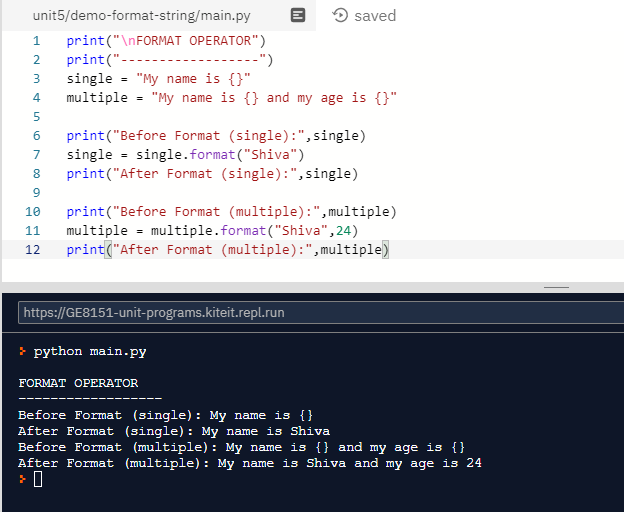 unit5/demo-format-string/main.py saved
1 print("\nFORMAT OPERATOR")
2 print("------------------")
3 single = "My name is {}"
4 multiple = "My name is {} and my age is {}"
5
6 print("Before Format (single):",single)
7 single = single.format("Shiva")
8 print("After Format (single):",single)
9
10 print("Before Format (multiple):",multiple)
11 multiple = multiple.format("Shiva",24)
12 print("After Format (multiple):",multiple)
https://GE8151-unit-programs.kiteit.repl.run
> python main.py
FORMAT OPERATOR
------------------
Before Format (single): My name is {}
After Format (single): My name is Shiva
Before Format (multiple): My name is {} and my age is {}
After Format (multiple): My name is Shiva and my age is 24
>